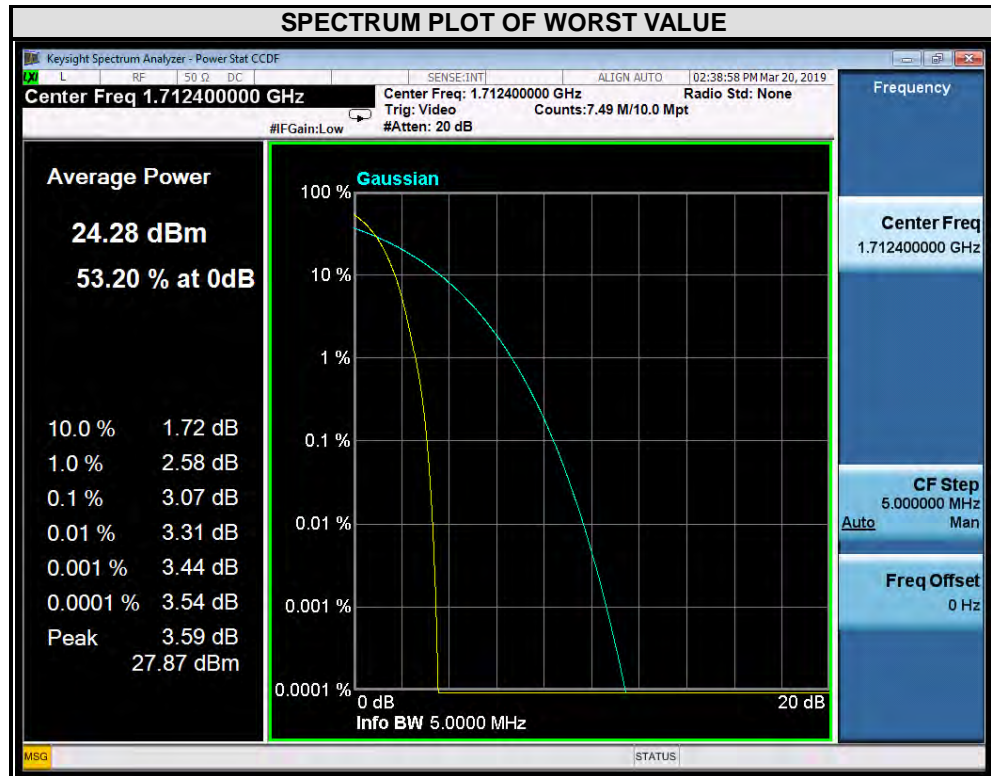 SPECTRUM PLOT OF WORST VALUE
Keysight Spectrum Analyzer - Power Stat CCDF
LXI L RF 50 Ω DC SENSE:INT ALIGN AUTO 02:38:58 PM Mar 20, 2019
Center Freq 1.712400000 GHz
Center Freq: 1.712400000 GHz Radio Std: None
Trig: Video Counts:7.49 M/10.0 Mpt
#IFGain:Low #Atten: 20 dB
Frequency
Average Power
24.28 dBm
53.20 % at 0dB
10.0 % 1.72 dB
1.0 % 2.58 dB
0.1 % 3.07 dB
0.01 % 3.31 dB
0.001 % 3.44 dB
0.0001 % 3.54 dB
Peak 3.59 dB
27.87 dBm
Gaussian
100 %
10 %
1 %
0.1 %
0.01 %
0.001 %
0.0001 %
0 dB 20 dB
Info BW 5.0000 MHz
Center Freq
1.712400000 GHz
CF Step
5.000000 MHz
Auto Man
Freq Offset
0 Hz
MSG STATUS